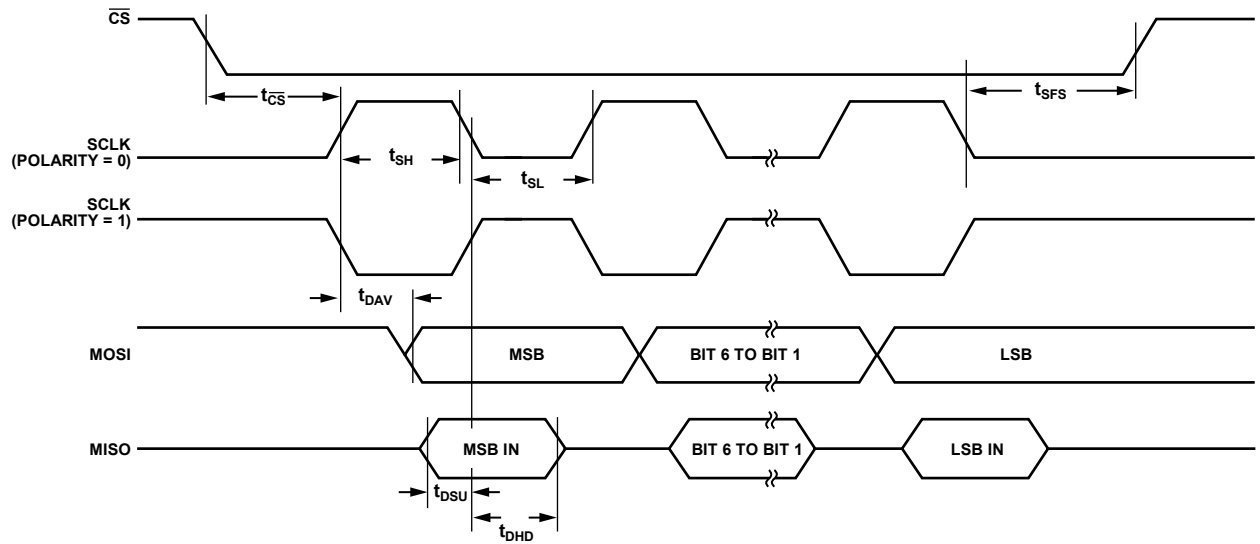 CS
tCS
tSFS
SCLK
(POLARITY = 0)
tSH
tSL
SCLK
(POLARITY = 1)
tDAV
MOSI
MSB
BIT 6 TO BIT 1
LSB
MISO
MSB IN
BIT 6 TO BIT 1
LSB IN
tDSU
tDHD